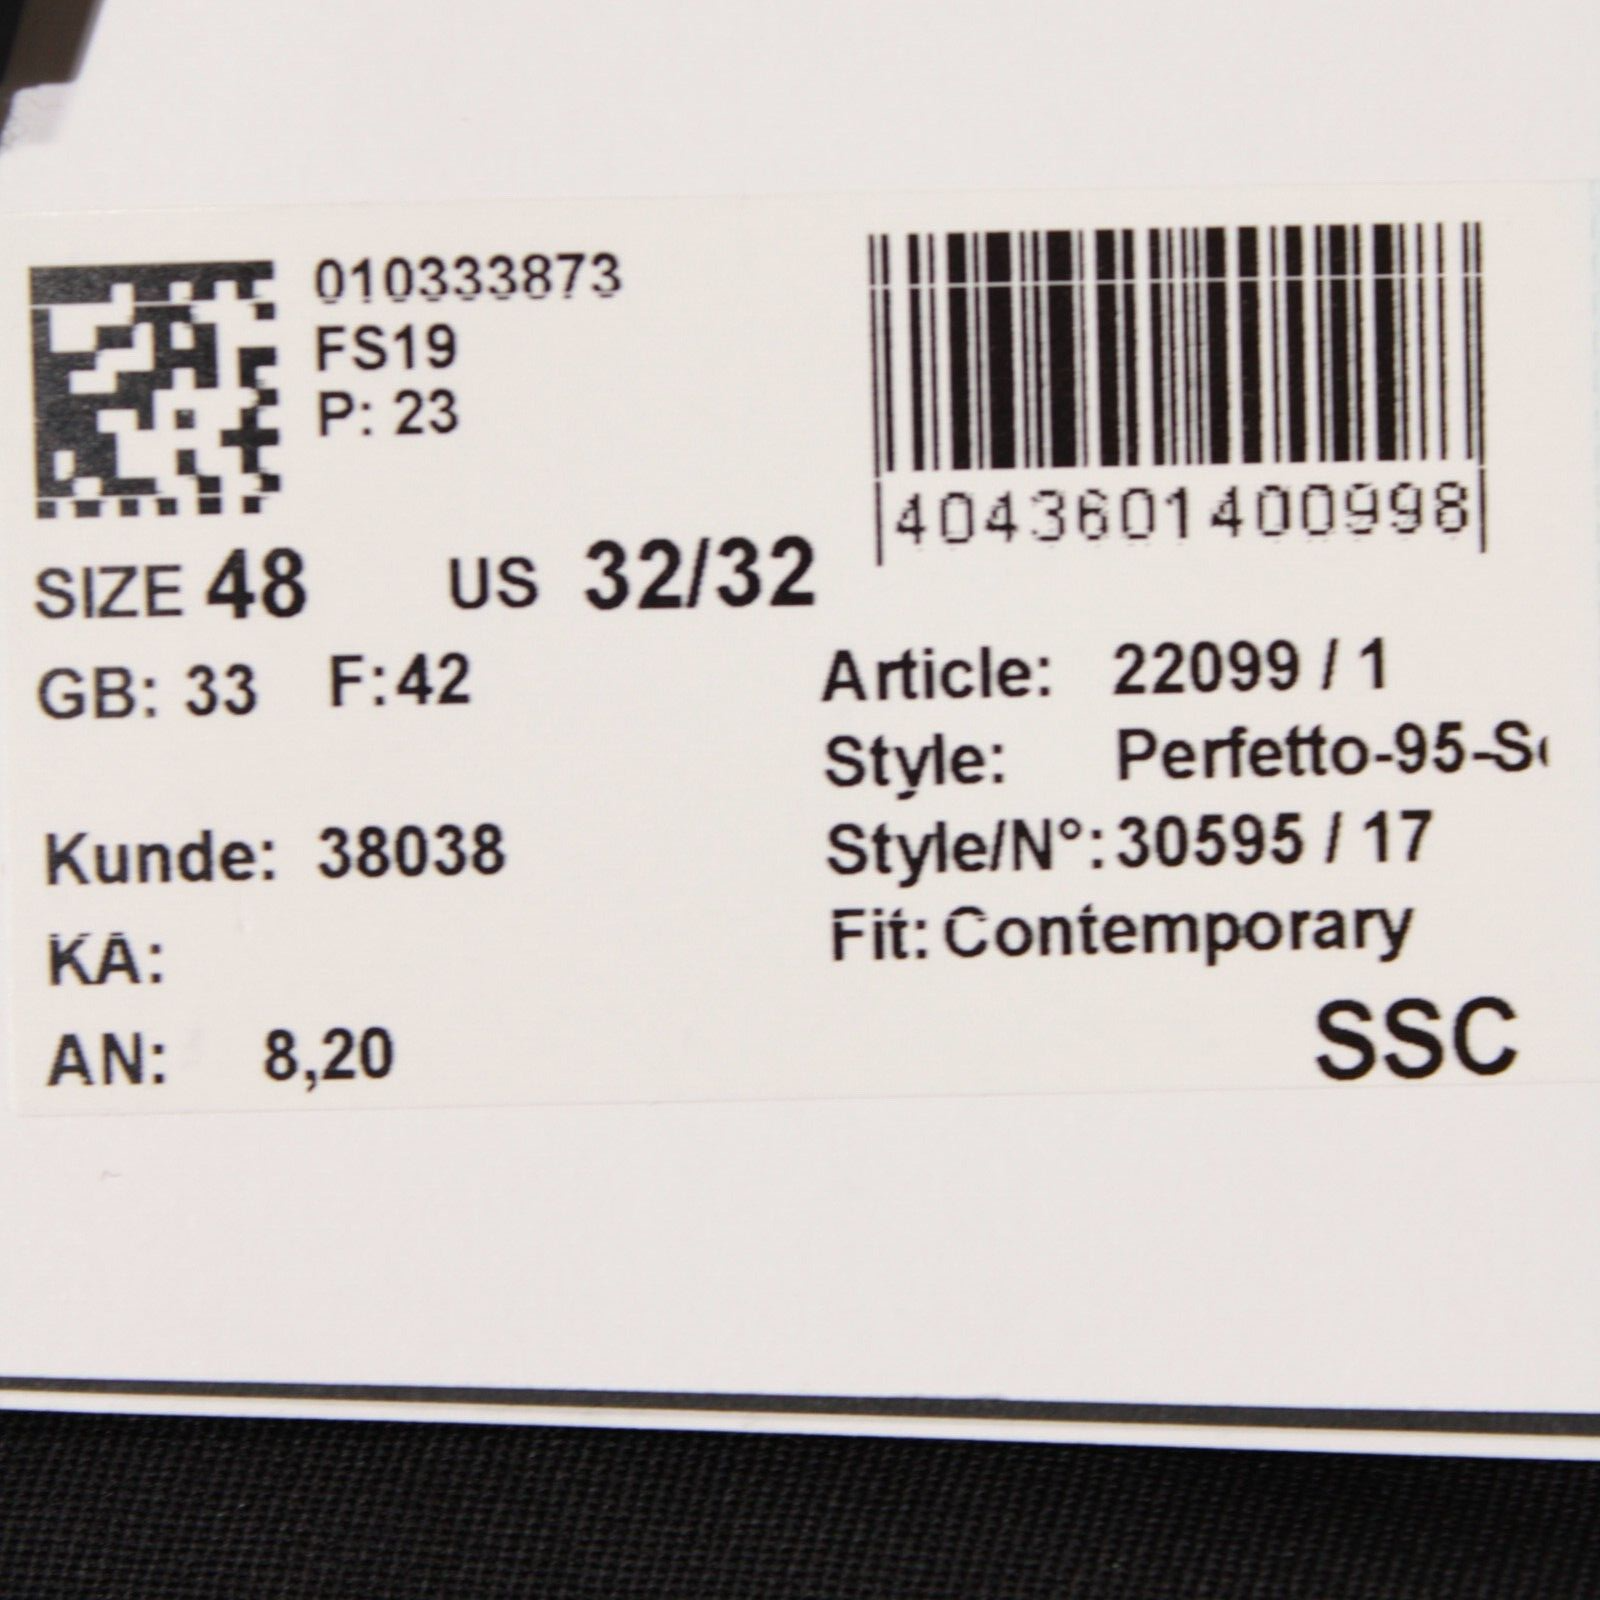 010333873
FS19
P: 23
4043601400998
SIZE 48 US 32/32
GB: 33 F: 42
Article: 22099 / 1
Style: Perfetto-95-S
Style/N°: 30595 / 17
Kunde: 38038
Fit: Contemporary
KA:
AN: 8,20
SSC